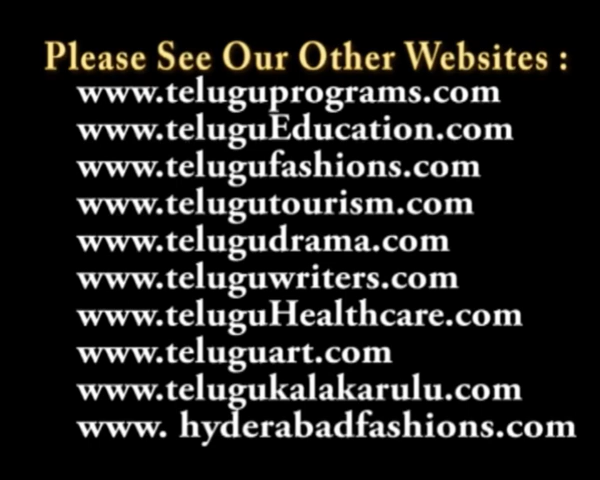 Please See Our Other Websites :
www.teluguprograms.com
www.teluguEducation.com
www.telugufashions.com
www.telugutourism.com
www.telugudrama.com
www.teluguwriters.com
www.teluguHealthcare.com
www.teluguart.com
www.telugukalakarulu.com
www. hyderabadfashions.com